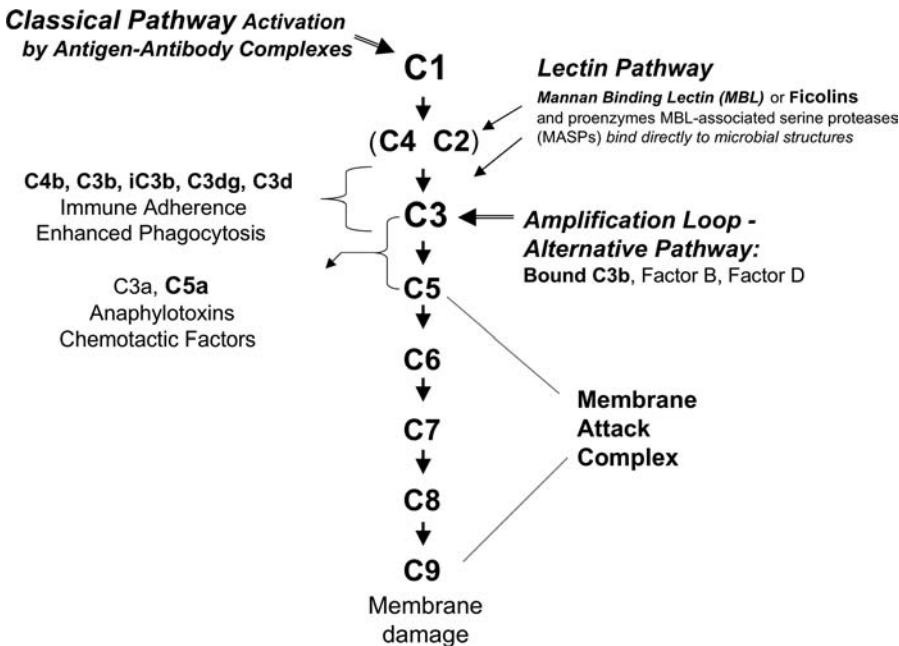 Classical Pathway Activation
by Antigen-Antibody Complexes
C1
Lectin Pathway
Mannan Binding Lectin (MBL) or Ficolins
and proenzymes MBL-associated serine proteases
(MASPs) bind directly to microbial structures
(C4 C2)
C4b, C3b, iC3b, C3dg, C3d
Immune Adherence
Enhanced Phagocytosis
C3
Amplification Loop -
Alternative Pathway:
Bound C3b, Factor B, Factor D
C3a, C5a
Anaphylotoxins
Chemotactic Factors
C5
C6
C7
Membrane
Attack
Complex
C8
C9
Membrane
damage